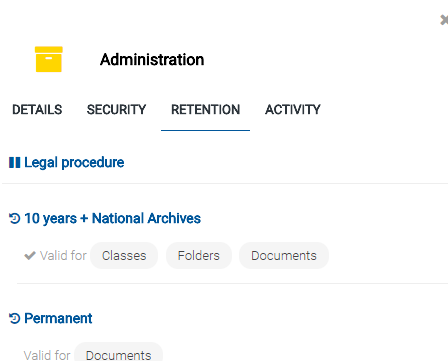 Administration
DETAILS SECURITY RETENTION ACTIVITY
Legal procedure
10 years + National Archives
Valid for Classes Folders Documents
Permanent
Valid for Documents